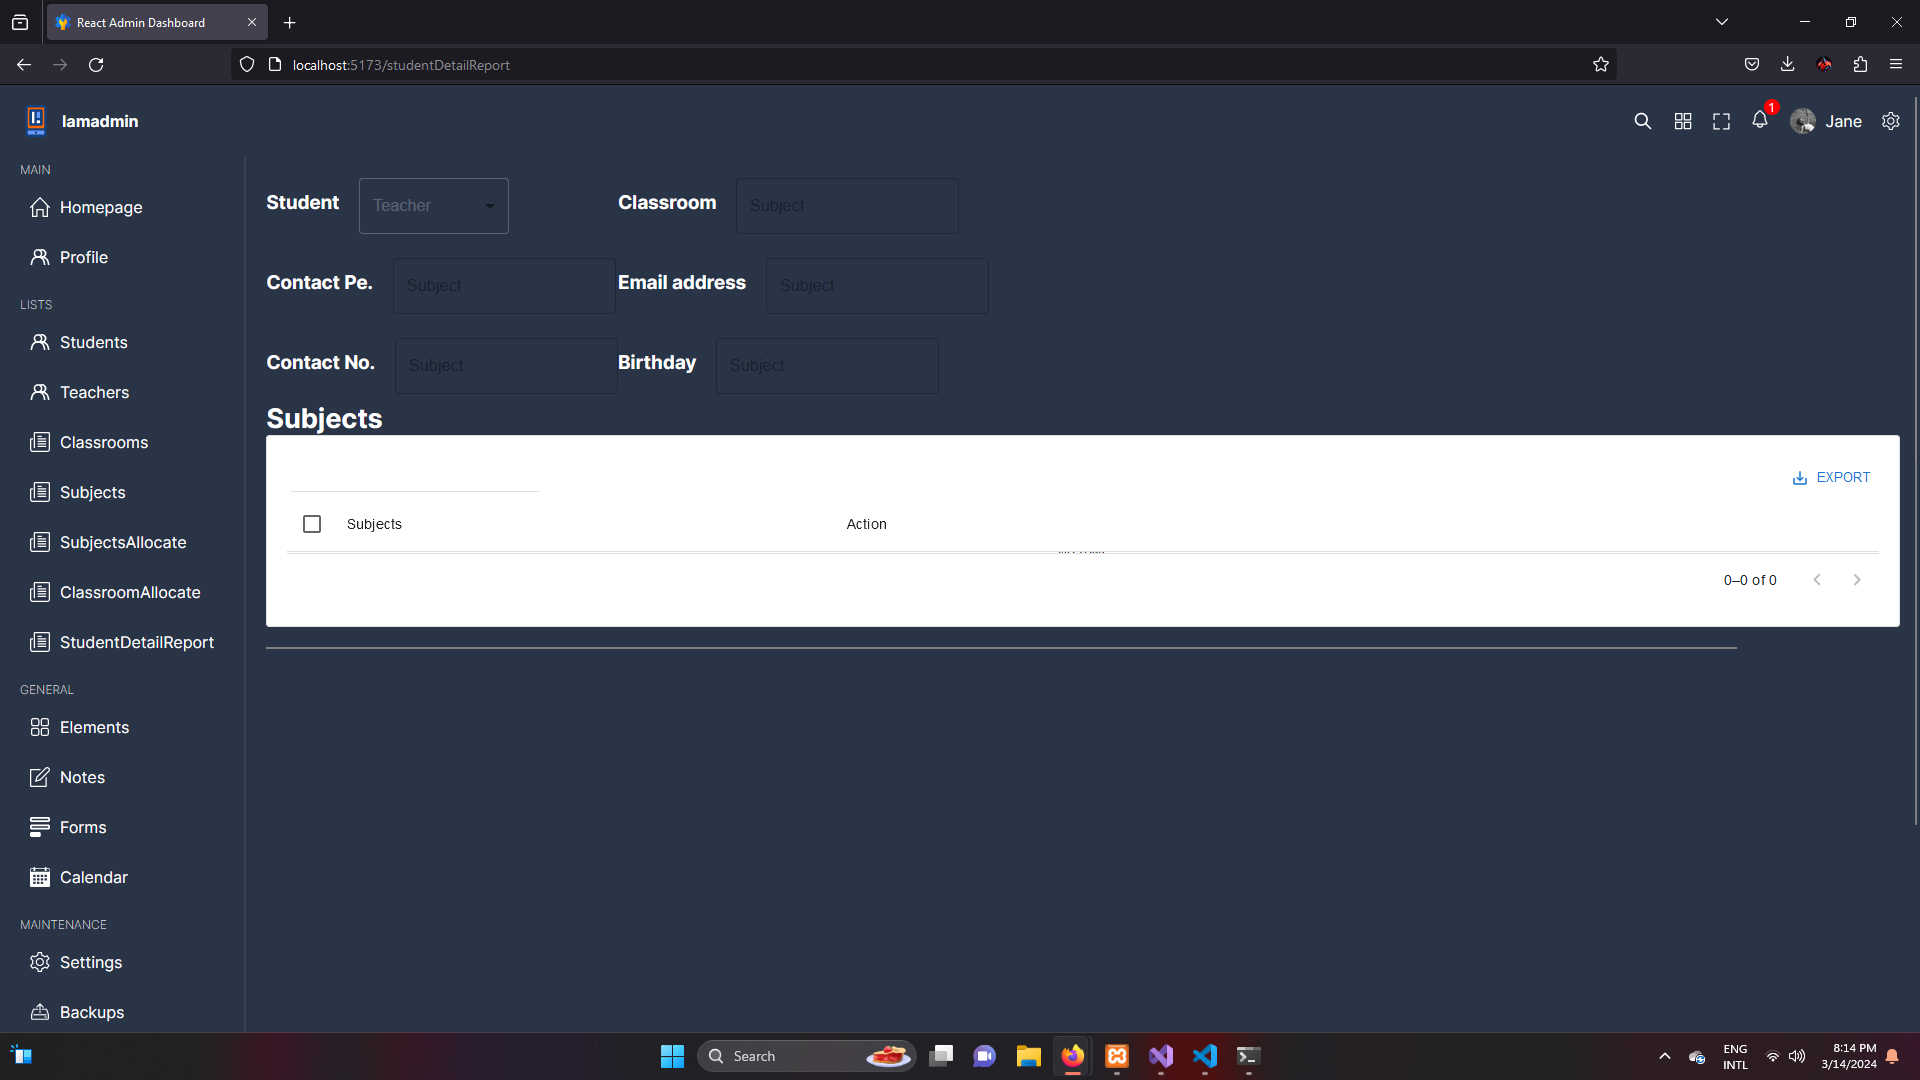 React Admin Dashboard
localhost:5173/studentDetailReport
lamadmin
1
Jane
MAIN
Homepage
Profile
LISTS
Students
Teachers
Classrooms
Subjects
SubjectsAllocate
ClassroomAllocate
StudentDetailReport
GENERAL
Elements
Notes
Forms
Calendar
MAINTENANCE
Settings
Backups
Student Teacher Classroom Subject
Contact Pe. Subject Email address Subject
Contact No. Subject Birthday Subject
Subjects
EXPORT
Subjects Action
0–0 of 0
Search
ENG
INTL
8:14 PM
3/14/2024